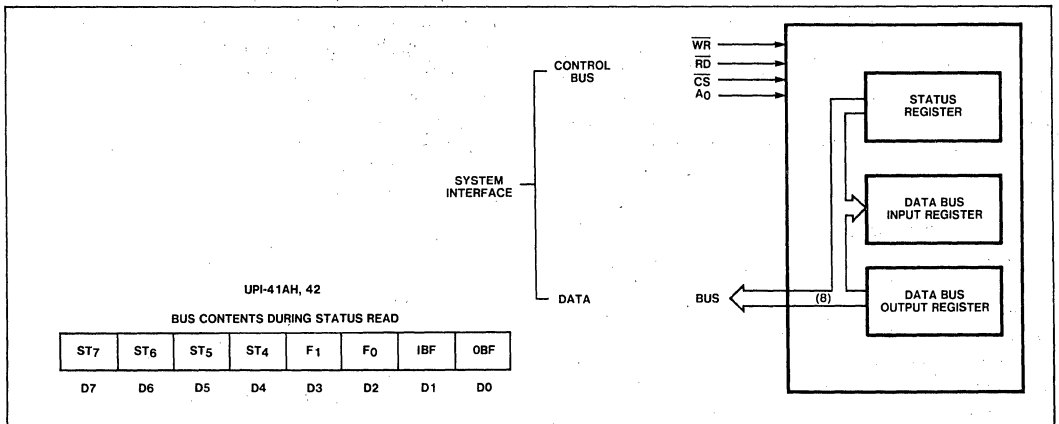 WR
RD
CS
A0
CONTROL
BUS
STATUS
REGISTER
SYSTEM
INTERFACE
DATA BUS
INPUT REGISTER
UPI-41AH, 42
DATA
BUS
(8)
DATA BUS
OUTPUT REGISTER
BUS CONTENTS DURING STATUS READ
ST7 ST6 ST5 ST4 F1 F0 IBF OBF
D7 D6 D5 D4 D3 D2 D1 D0